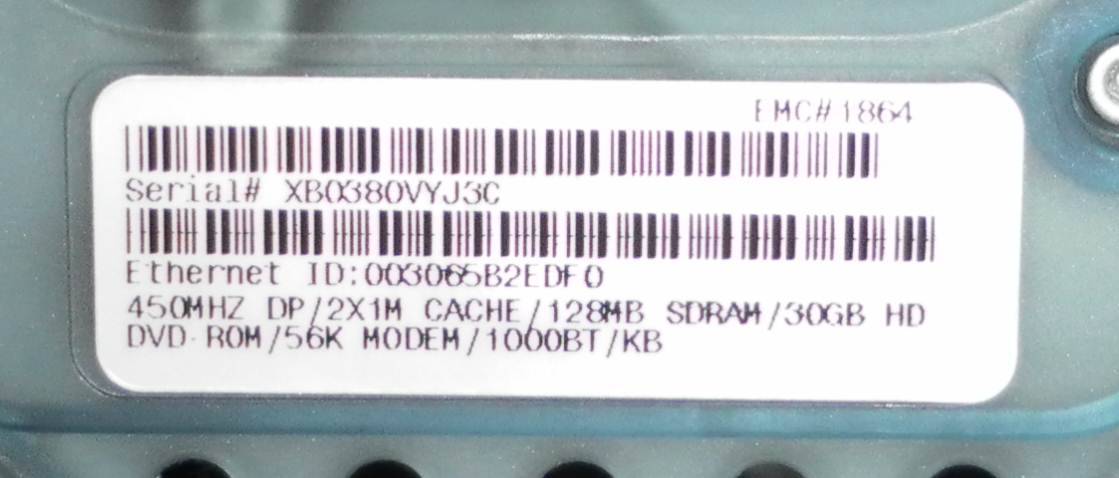 EMC# 1864
Serial# XB0380VYJ3C
Ethernet ID:003065B2EDF0
450MHZ DP/2X1M CACHE/128MB SDRAM/30GB HD
DVD-ROM/56K MODEM/1000BT/KB